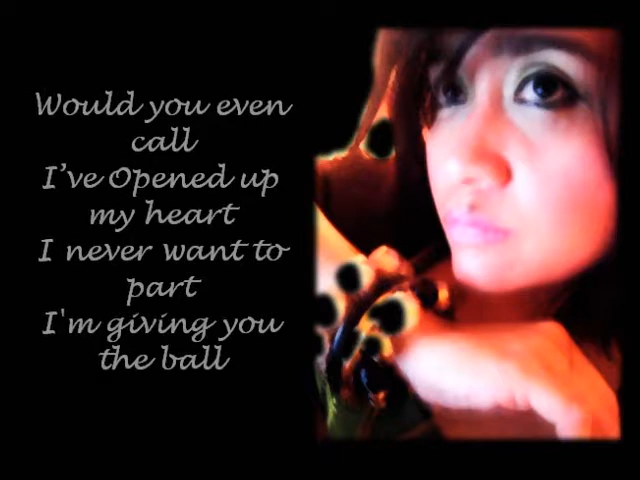 Would you even
call
I’ve Opened up
my heart
I never want to
part
I'm giving you
the ball